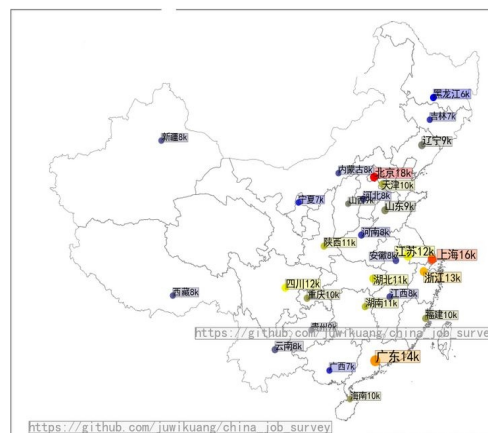 黑龙江6k
吉林7k
新疆8k
辽宁9k
内蒙古8k
北京18k
天津10k
宁夏7k
河北8k
山西9k
山东9k
河南8k
陕西11k
江苏12k
安徽8k
上海16k
浙江13k
四川12k
湖北11k
西藏8k
重庆10k
江西8k
湖南11k
福建10k
贵州9k
https://github.com/juwikuang/china_job_surve
云南8k
广东14k
广西7k
海南10k
https://github.com/juwikuang/china_job_survey